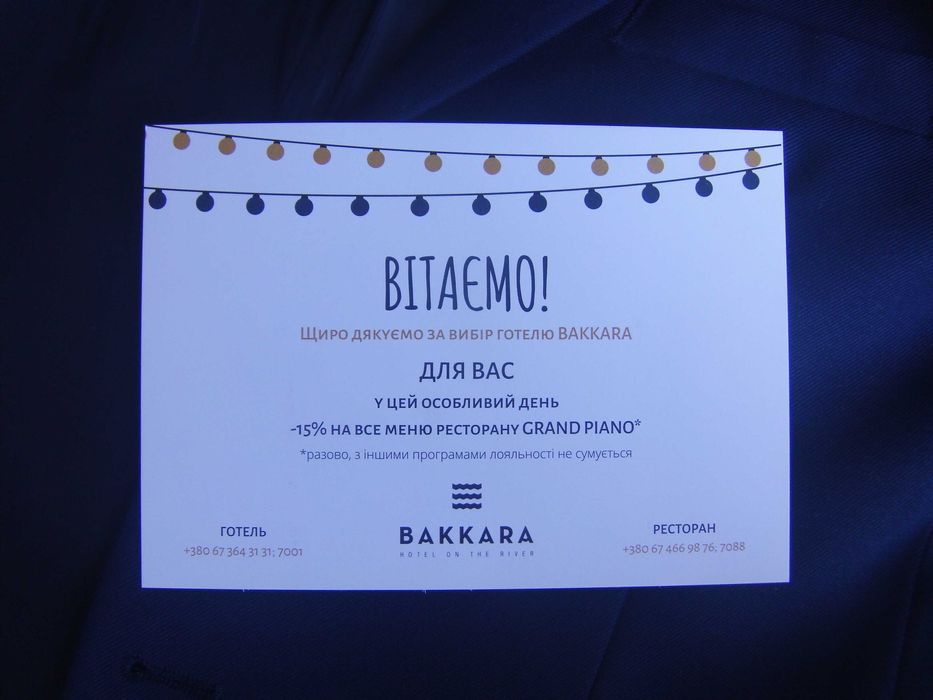 ВІТАЄМО!
Щиро дякуємо за вибір готелю BAKKARA
ДЛЯ ВАС
у цей особливий день
-15% на все меню ресторану GRAND PIANO*
*разово, з іншими програмами лояльності не сумується
ГОТЕЛЬ
+380 67 364 31 31; 7001
BAKKARA
HOTEL ON THE RIVER
РЕСТОРАН
+380 67 466 98 76; 7088